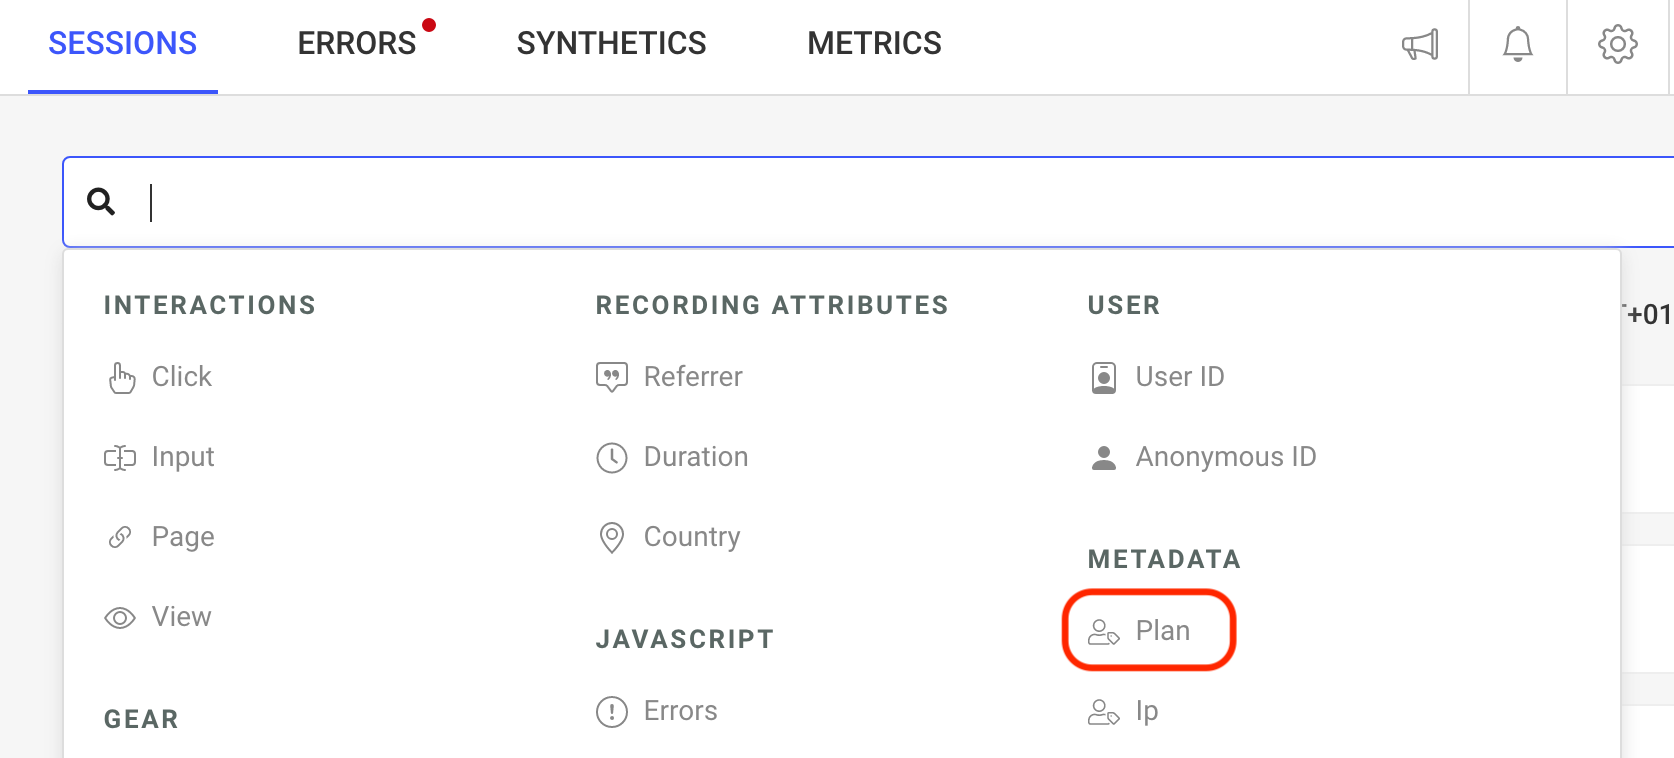 SESSIONS ERRORS SYNTHETICS METRICS
INTERACTIONS
Click
Input
Page
View
GEAR
RECORDING ATTRIBUTES
Referrer
Duration
Country
JAVASCRIPT
Errors
USER
User ID
Anonymous ID
METADATA
Plan
Ip
+01